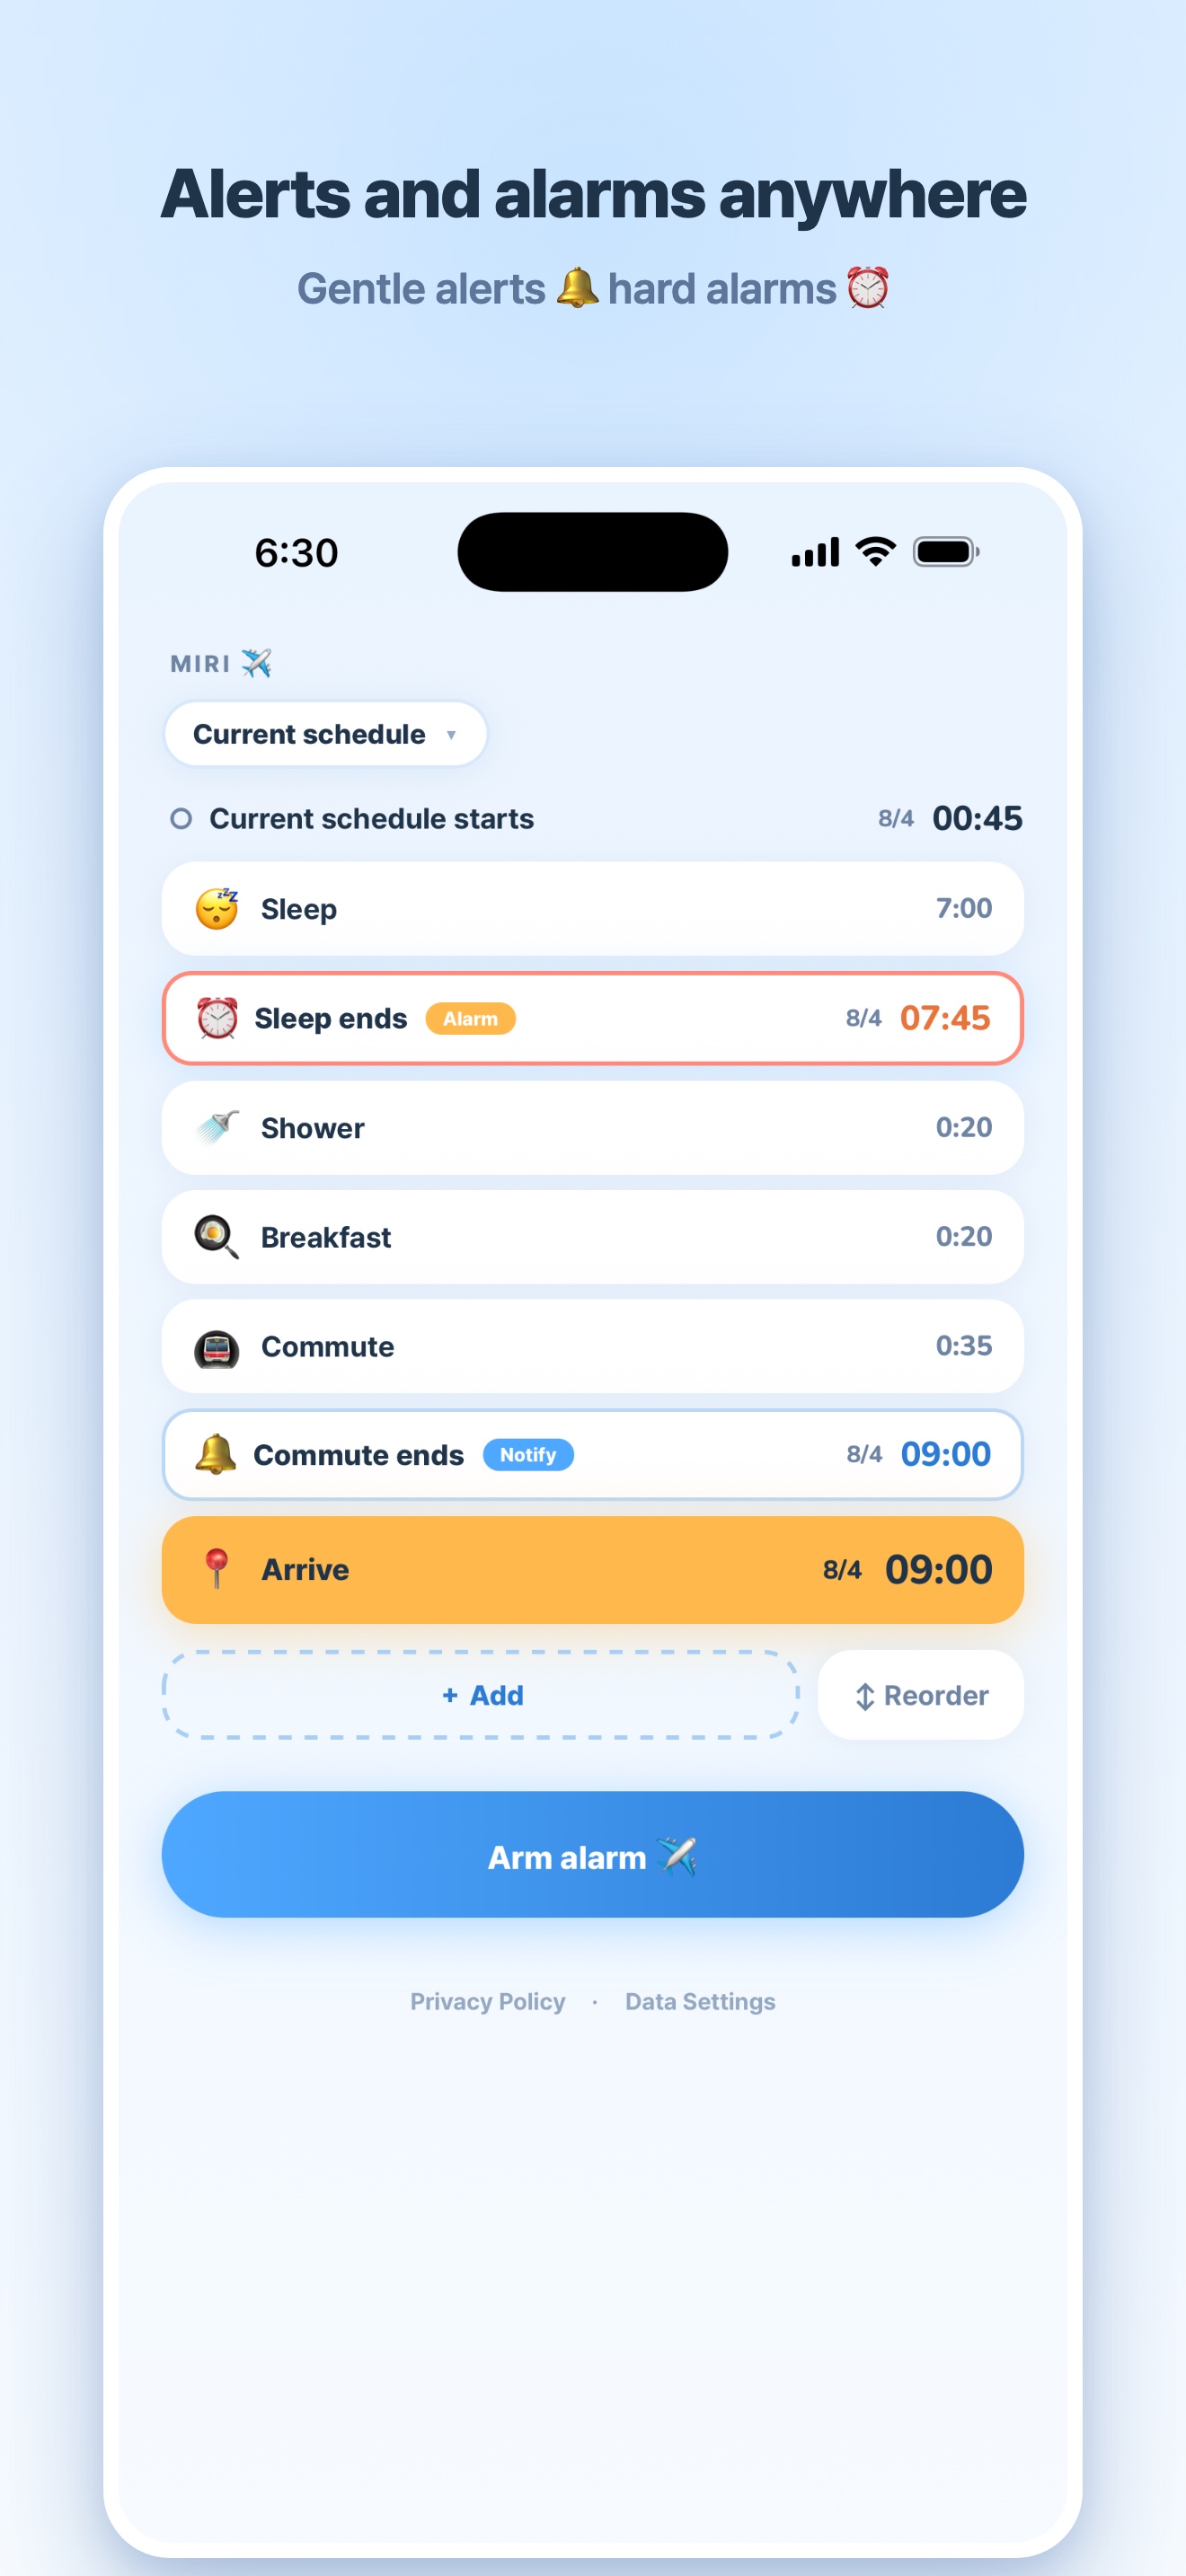 Alerts and alarms anywhere
Gentle alerts 🔔 hard alarms ⏰
6:30
MIRI ✈️
Current schedule ▼
Current schedule starts 8/4 00:45
😴 Sleep 7:00
⏰ Sleep ends Alarm 8/4 07:45
🚿 Shower 0:20
🍳 Breakfast 0:20
🚇 Commute 0:35
🔔 Commute ends Notify 8/4 09:00
📍 Arrive 8/4 09:00
+ Add ↕ Reorder
Arm alarm ✈️
Privacy Policy · Data Settings